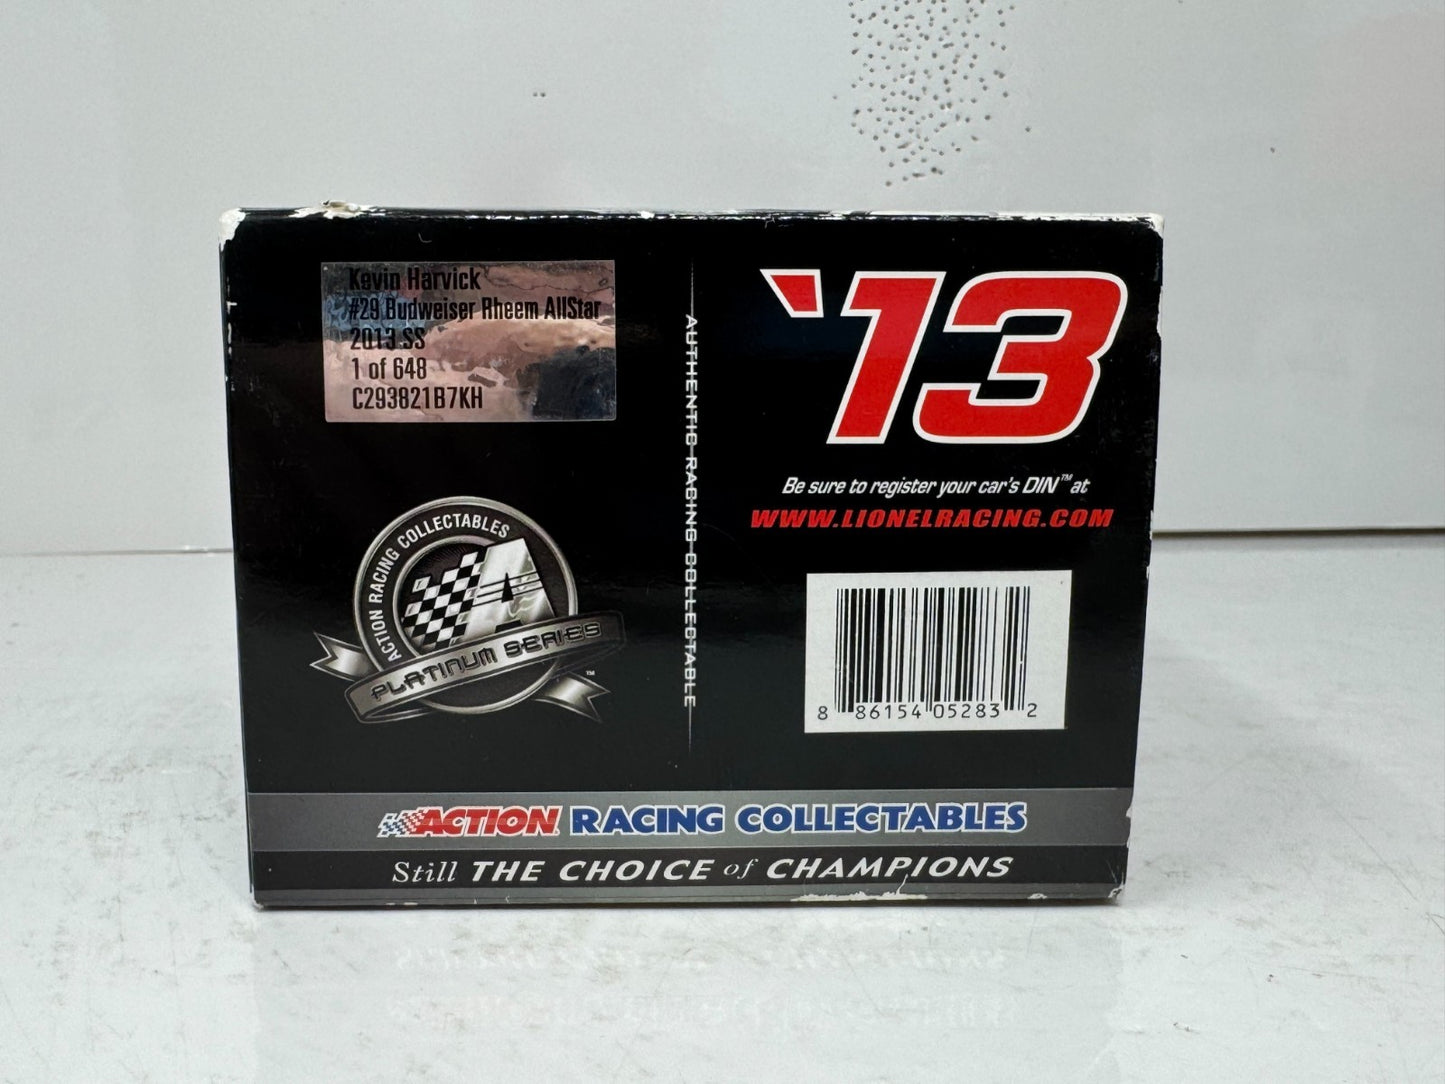 Kevin Harvick
#29 Budweiser Rheem AllStar
2013 SS
1 of 648
C293821B7KH
ACTION RACING COLLECTABLES
A
PLATINUM SERIES™
AUTHENTIC RACING COLLECTABLE
'13
Be sure to register your car's DIN™ at
WWW.LIONELRACING.COM
8 86154 05283 2
ACTION RACING COLLECTABLES
Still THE CHOICE of CHAMPIONS